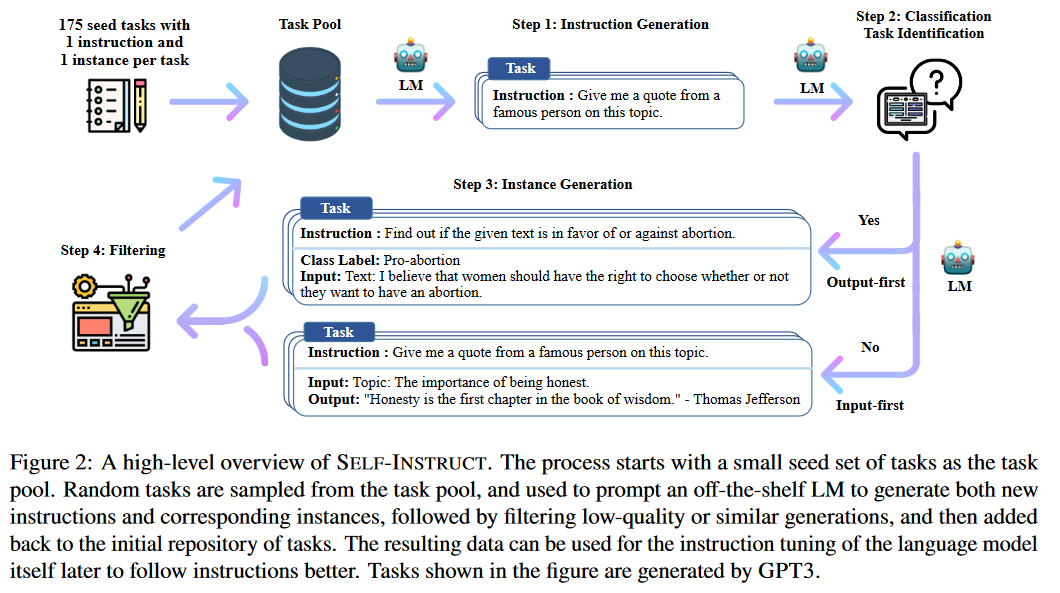 175 seed tasks with
1 instruction and
1 instance per task
Task Pool
LM
Step 1: Instruction Generation
Task
Instruction : Give me a quote from a
famous person on this topic.
LM
Step 2: Classification
Task Identification
?
Step 3: Instance Generation
Task
Instruction : Find out if the given text is in favor of or against abortion.
Class Label: Pro-abortion
Input: Text: I believe that women should have the right to choose whether or not
they want to have an abortion.
Yes
Output-first
LM
Task
Instruction : Give me a quote from a famous person on this topic.
Input: Topic: The importance of being honest.
Output: "Honesty is the first chapter in the book of wisdom." - Thomas Jefferson
No
Input-first
Step 4: Filtering
Figure 2: A high-level overview of SELF-INSTRUCT. The process starts with a small seed set of tasks as the task
pool. Random tasks are sampled from the task pool, and used to prompt an off-the-shelf LM to generate both new
instructions and corresponding instances, followed by filtering low-quality or similar generations, and then added
back to the initial repository of tasks. The resulting data can be used for the instruction tuning of the language model
itself later to follow instructions better. Tasks shown in the figure are generated by GPT3.